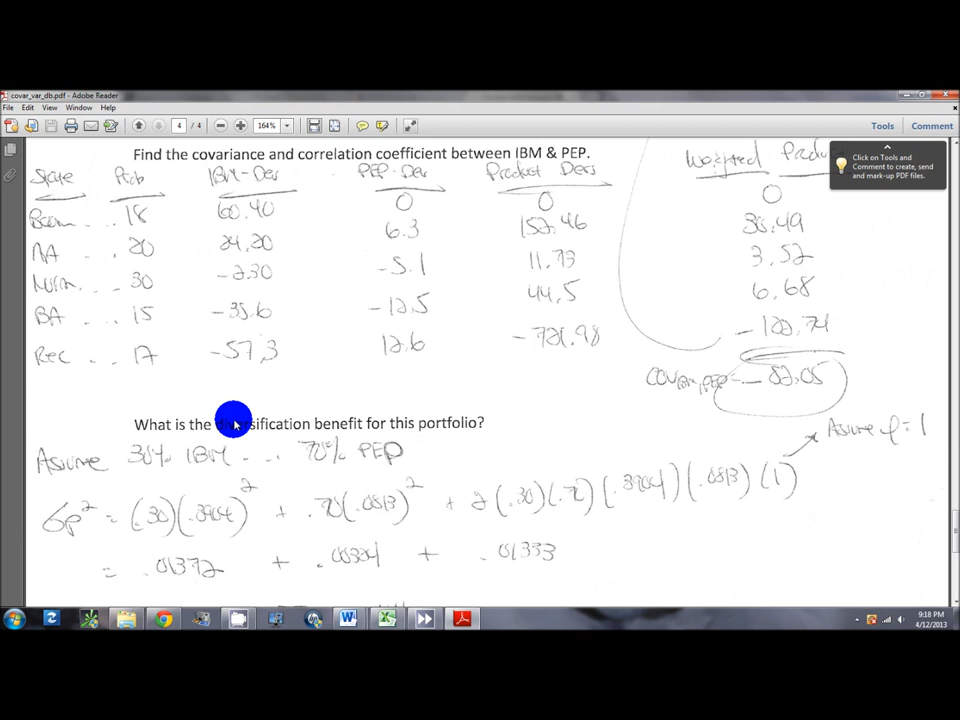 covar_var_db.pdf - Adobe Reader
File Edit View Window Help
4 / 4 164% Tools Comment
Click on Tools and
Comment to create, send
and mark-up PDF files.
Find the covariance and correlation coefficient between IBM & PEP.
State Prob IBM-Dev PEP-Dev Product Devs Weighted
Boom .. 18 60.40 0 0 0
AA .. 20 24.20 6.3 152.46 30.49
Norm. .. 30 -2.30 -5.1 11.73 3.52
BA .. 15 -35.6 -12.5 44.5 6.68
Rec .. 17 -57.3 12.6 -721.98 -122.74
COV IBM, PEP = -82.05
What is the diversification benefit for this portfolio?
Assume ρ = 1
Assume 30% IBM ... 70% PEP
σp² = (.30)(.3904)² + .70(.0813)² + 2(.30)(.70)(.3904)(.0813)(1)
= .01372 + .00324 + .01333
9:18 PM
4/12/2013